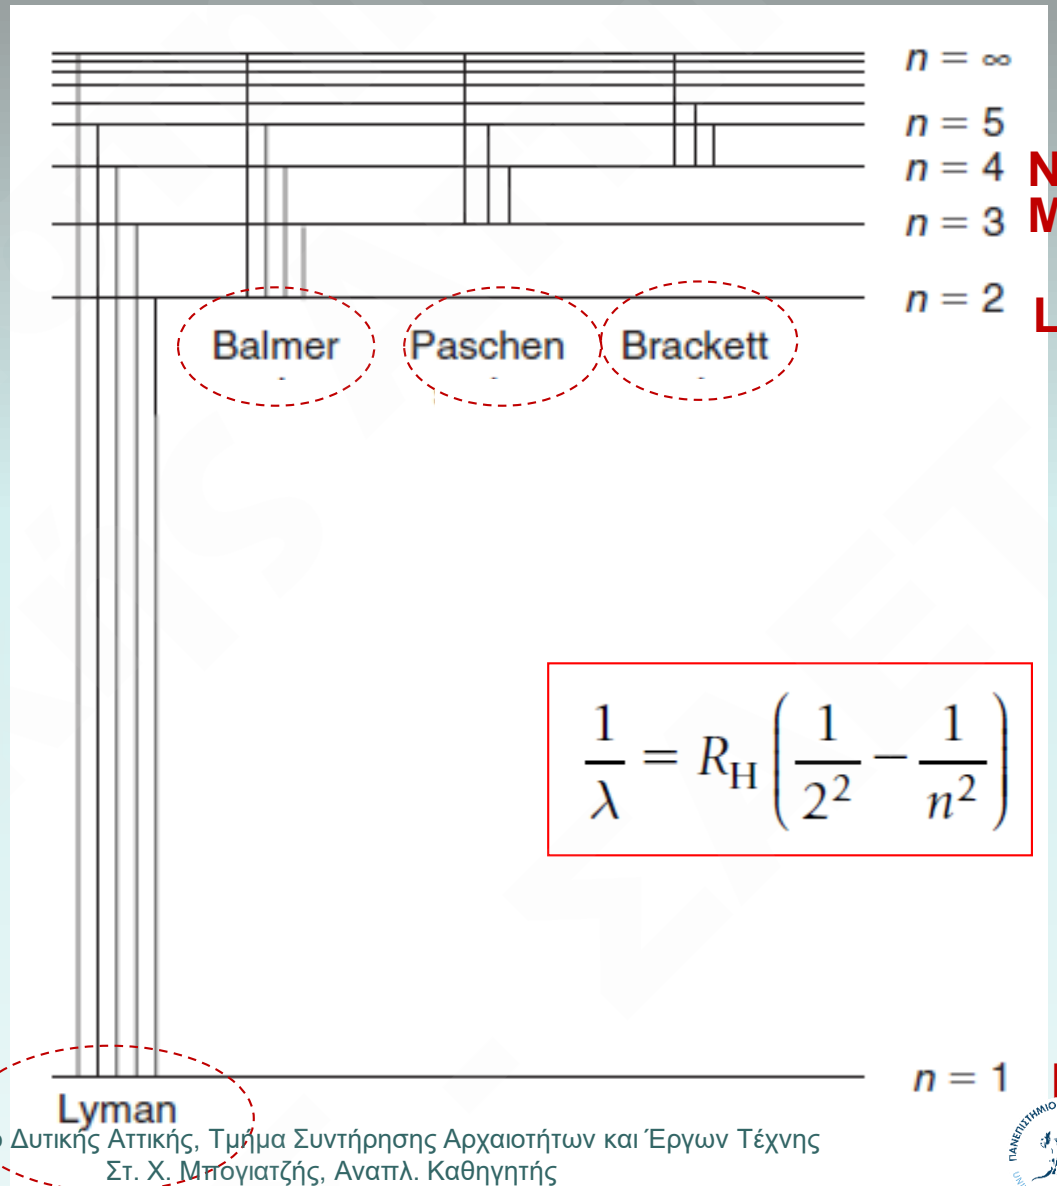 n = ∞
n = 5
n = 4 N
n = 3 M
n = 2
L
Balmer Paschen Brackett
1/λ = R_H (1/2² − 1/n²)
n = 1
Lyman
Δυτικής Αττικής, Τμήμα Συντήρησης Αρχαιοτήτων και Έργων Τέχνης
Στ. Χ. Μπογιατζής, Αναπλ. Καθηγητής